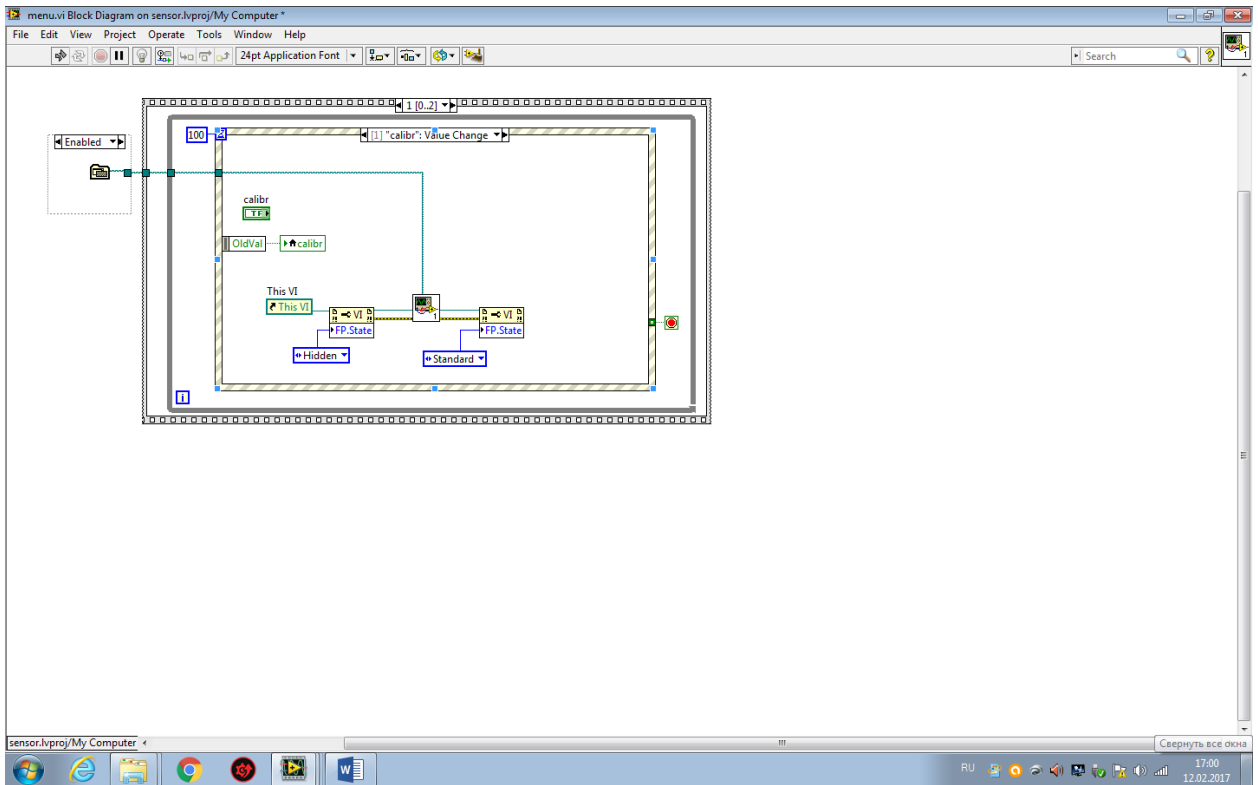 menu.vi Block Diagram on sensor.lvproj/My Computer *
File Edit View Project Operate Tools Window Help
24pt Application Font
Search
1
1 [0..2]
100
[1] "calibr": Value Change
Enabled
calibr
TF
OldVal
calibr
This VI
This VI
VI
FP.State
1
VI
FP.State
Hidden
Standard
i
sensor.lvproj/My Computer
Свернуть все окна
RU
17:00
12.02.2017